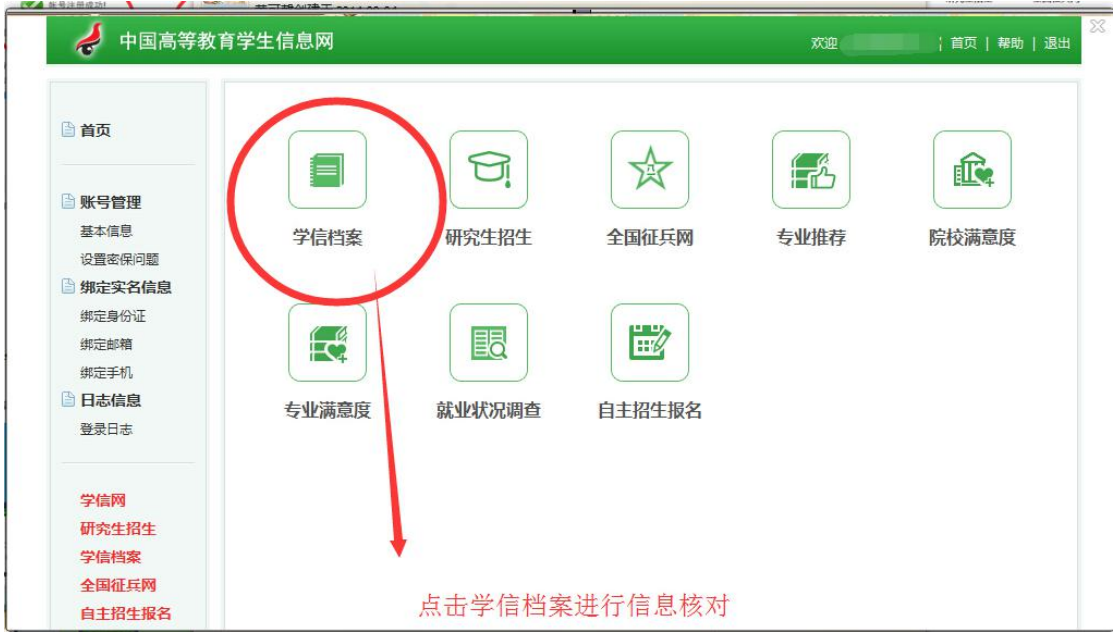 账号注册成功!
中国高等教育学生信息网
欢迎 | 首页 | 帮助 | 退出
首页
账号管理
基本信息
设置密保问题
绑定实名信息
绑定身份证
绑定邮箱
绑定手机
日志信息
登录日志
学信网
研究生招生
学信档案
全国征兵网
自主招生报名
学信档案
研究生招生
全国征兵网
专业推荐
院校满意度
专业满意度
就业状况调查
自主招生报名
点击学信档案进行信息核对